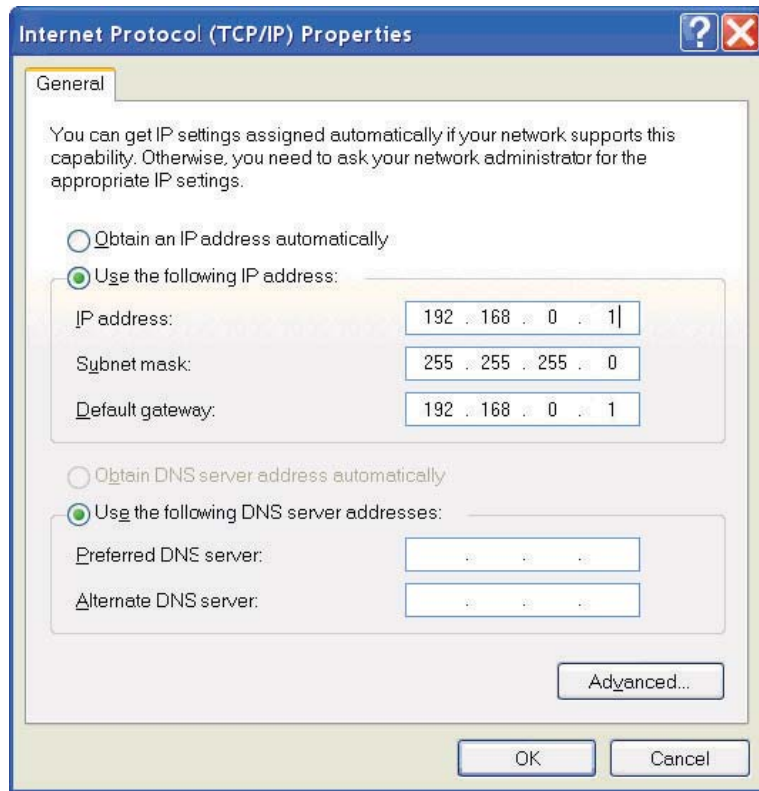 Internet Protocol (TCP/IP) Properties
General
You can get IP settings assigned automatically if your network supports this
capability. Otherwise, you need to ask your network administrator for the
appropriate IP settings.
Obtain an IP address automatically
Use the following IP address:
IP address: 192 . 168 . 0 . 1
Subnet mask: 255 . 255 . 255 . 0
Default gateway: 192 . 168 . 0 . 1
Obtain DNS server address automatically
Use the following DNS server addresses:
Preferred DNS server: . . .
Alternate DNS server: . . .
Advanced...
OK Cancel